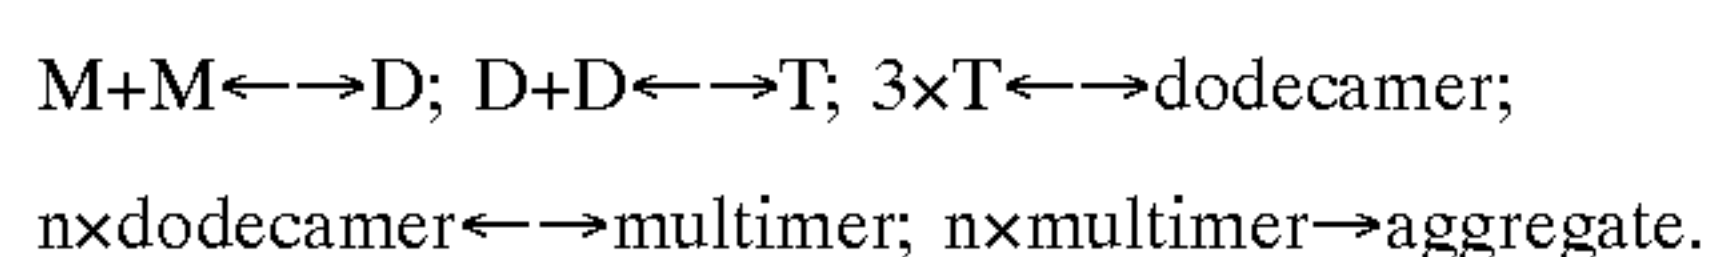 M+M←→D; D+D←→T; 3×T←→dodecamer;
n×dodecamer←→multimer; n×multimer→aggregate.